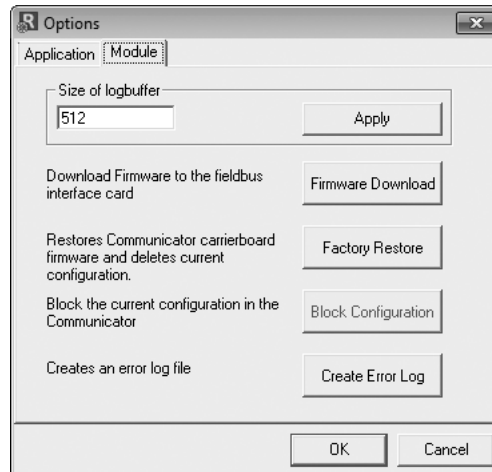 Options
Application Module
Size of logbuffer
512
Apply
Download Firmware to the fieldbus
interface card
Firmware Download
Restores Communicator carrierboard
firmware and deletes current
configuration.
Factory Restore
Block the current configuration in the
Communicator
Block Configuration
Creates an error log file
Create Error Log
OK Cancel